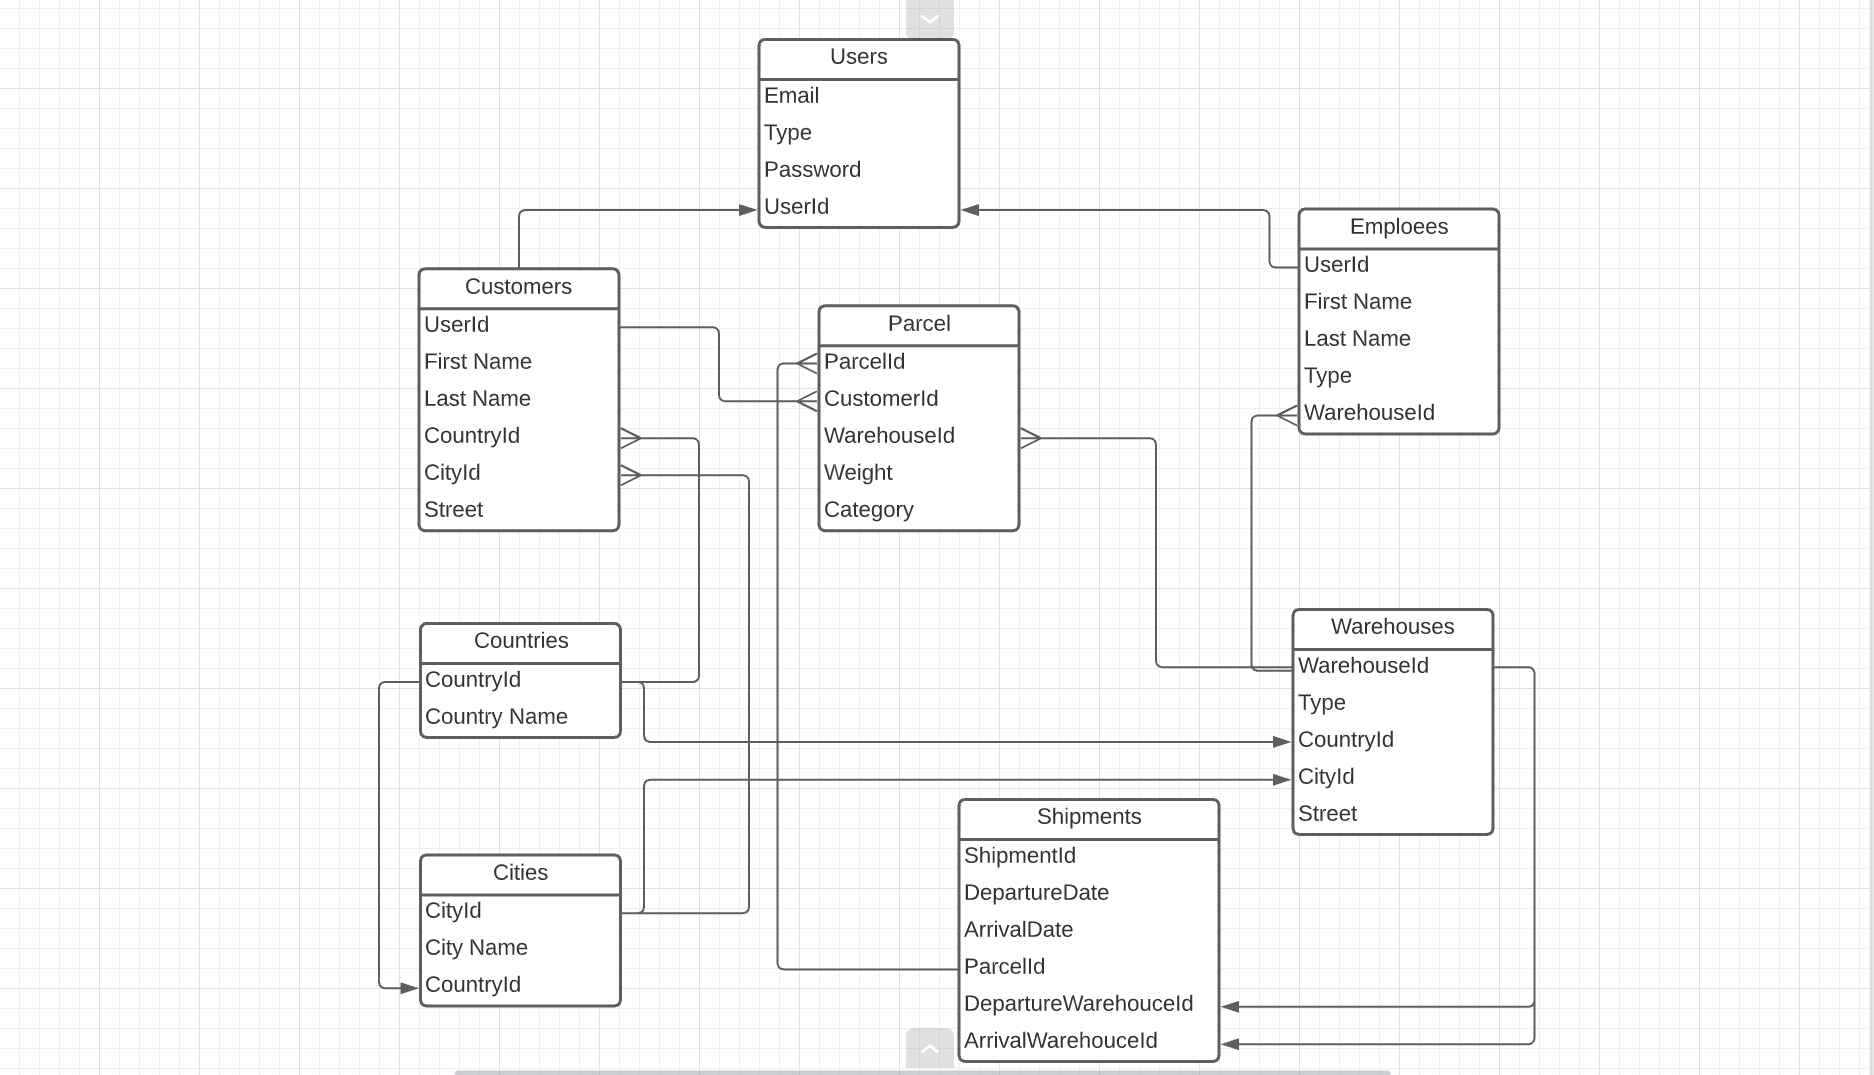 Users
Email
Type
Password
UserId
Emploees
UserId
First Name
Last Name
Type
WarehouseId
Customers
UserId
First Name
Last Name
CountryId
CityId
Street
Parcel
ParcelId
CustomerId
WarehouseId
Weight
Category
Countries
CountryId
Country Name
Warehouses
WarehouseId
Type
CountryId
CityId
Street
Cities
CityId
City Name
CountryId
Shipments
ShipmentId
DepartureDate
ArrivalDate
ParcelId
DepartureWarehouceId
ArrivalWarehouceId